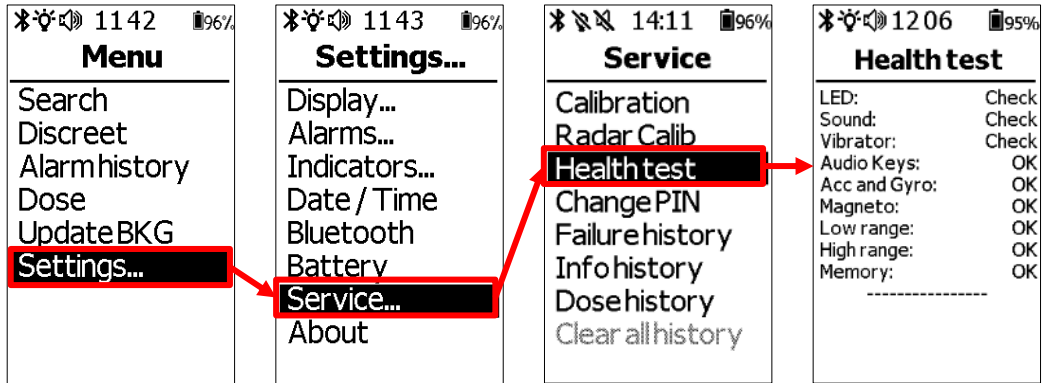 1142 96%
Menu
Search
Discreet
Alarm history
Dose
Update BKG
Settings...
1143 96%
Settings...
Display...
Alarms...
Indicators...
Date / Time
Bluetooth
Battery
Service...
About
14:11 96%
Service
Calibration
Radar Calib
Health test
Change PIN
Failure history
Info history
Dose history
Clear all history
12 06 95%
Health test
LED: Check
Sound: Check
Vibrator: Check
Audio Keys: OK
Acc and Gyro: OK
Magneto: OK
Low range: OK
High range: OK
Memory: OK
----------------